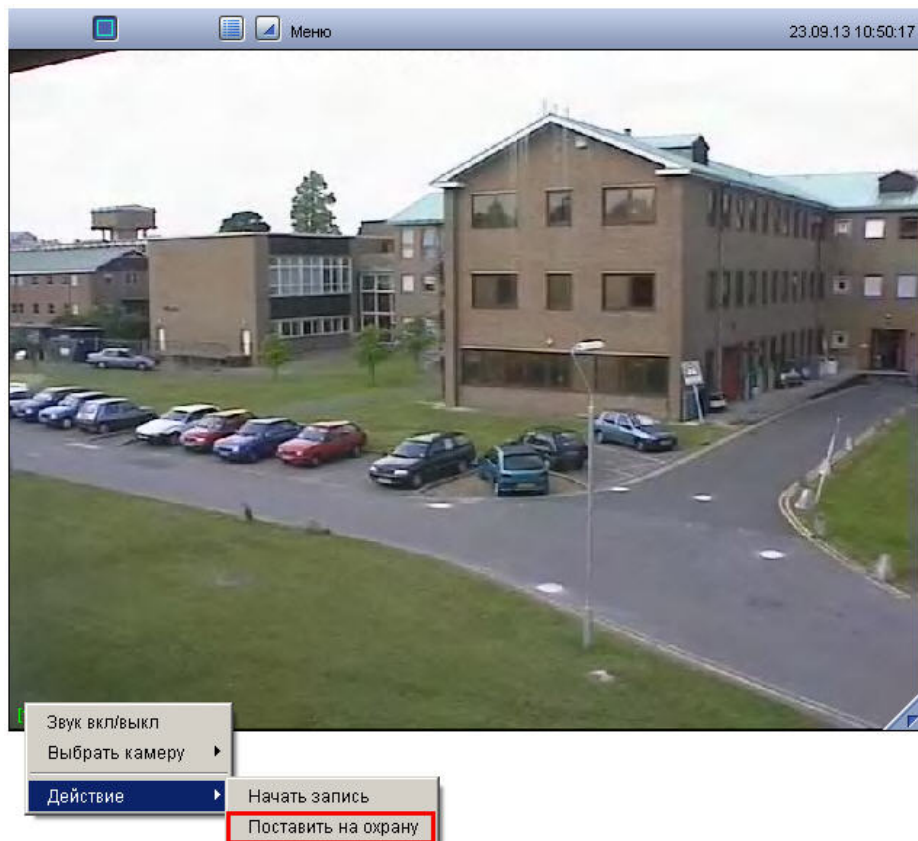 Меню
23.09.13 10:50:17
Звук вкл/выкл
Выбрать камеру
Действие
Начать запись
Поставить на охрану